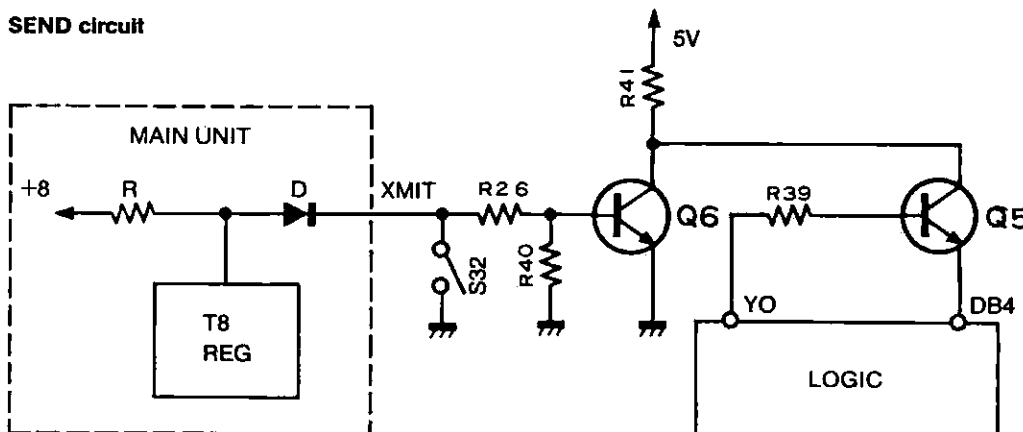 SEND circuit
5V
R41
MAIN UNIT
+8
R
D
XMIT
R26
Q6
R39
Q5
S32
R40
T8
REG
YO
DB4
LOGIC